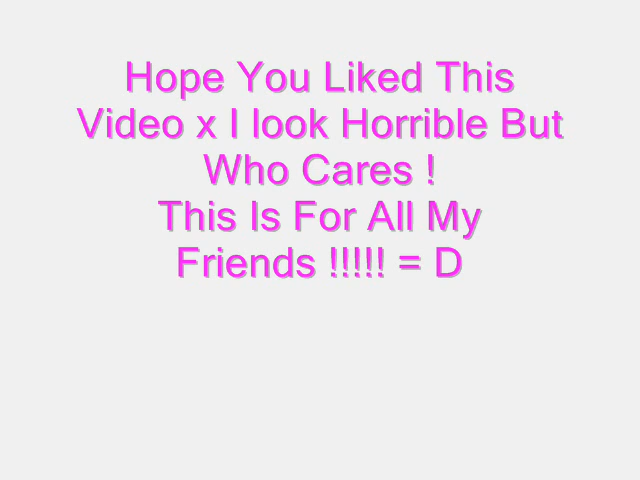 Hope You Liked This
Video x I look Horrible But
Who Cares !
This Is For All My
Friends !!!!! = D